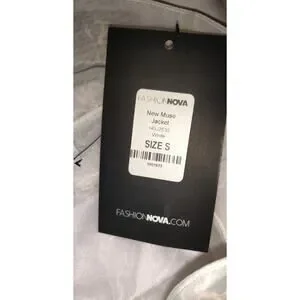 FASHIONNOVA
New Muse
Jacket
White
SIZE S
FASHIONNOVA.COM